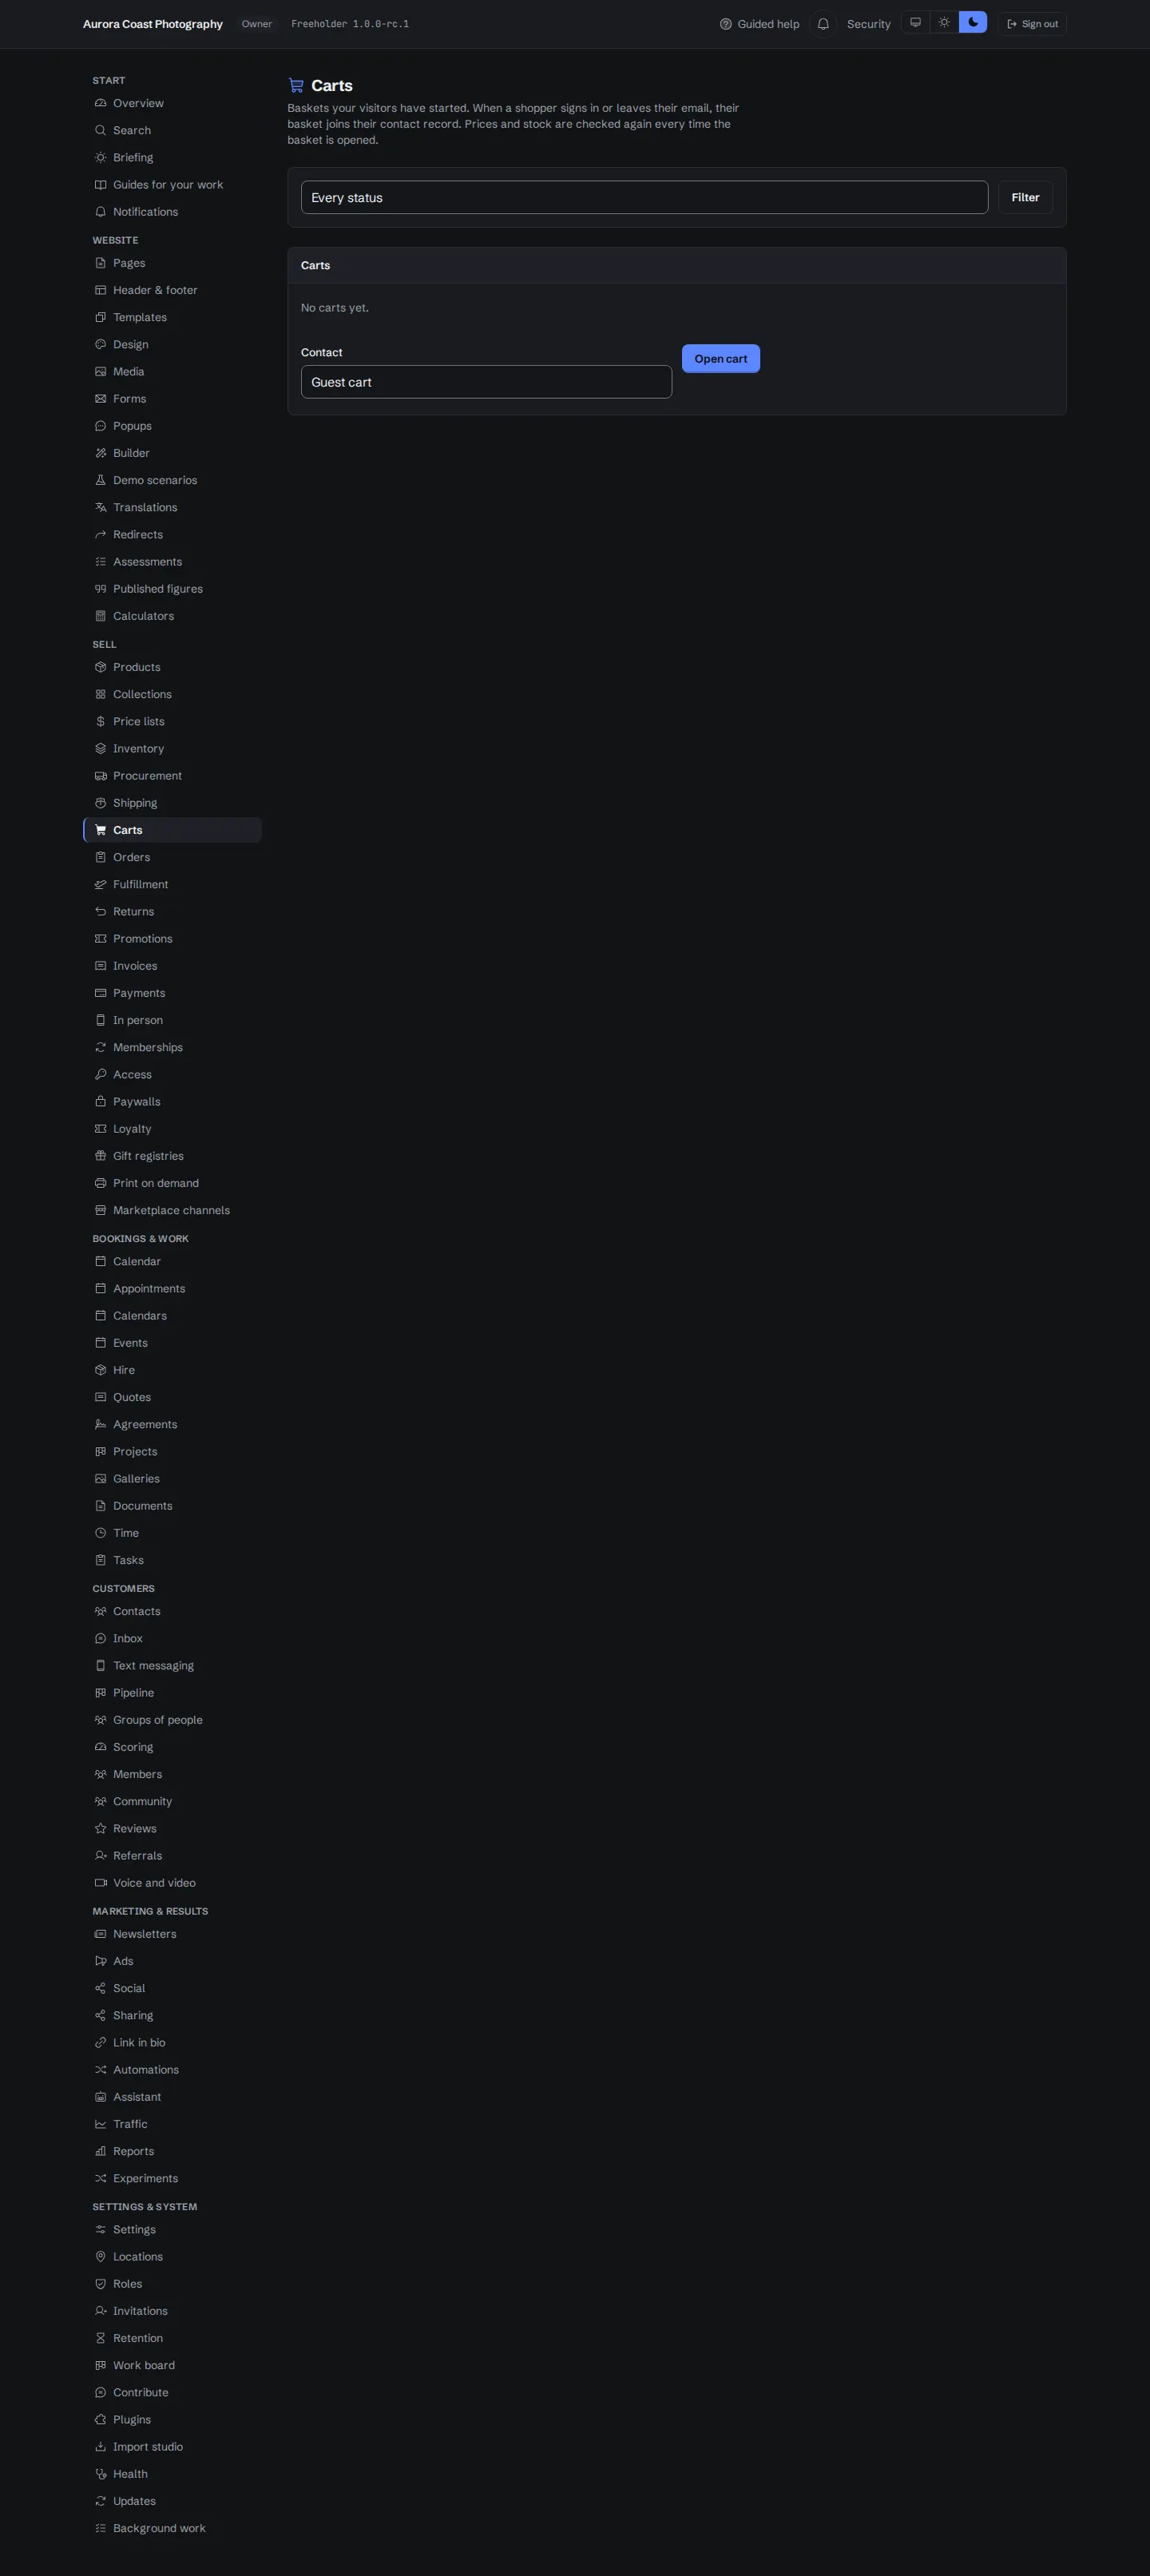 Aurora Coast Photography Owner Freeholder 1.0.0-rc.1 Guided help Security Sign out
START
Overview
Search
Briefing
Guides for your work
Notifications
WEBSITE
Pages
Header & footer
Templates
Design
Media
Forms
Popups
Builder
Demo scenarios
Translations
Redirects
Assessments
Published figures
Calculators
SELL
Products
Collections
Price lists
Inventory
Procurement
Shipping
Carts
Orders
Fulfillment
Returns
Promotions
Invoices
Payments
In person
Memberships
Access
Paywalls
Loyalty
Gift registries
Print on demand
Marketplace channels
BOOKINGS & WORK
Calendar
Appointments
Calendars
Events
Hire
Quotes
Agreements
Projects
Galleries
Documents
Time
Tasks
CUSTOMERS
Contacts
Inbox
Text messaging
Pipeline
Groups of people
Scoring
Members
Community
Reviews
Referrals
Voice and video
MARKETING & RESULTS
Newsletters
Ads
Social
Sharing
Link in bio
Automations
Assistant
Traffic
Reports
Experiments
SETTINGS & SYSTEM
Settings
Locations
Roles
Invitations
Retention
Work board
Contribute
Plugins
Import studio
Health
Updates
Background work
Carts
Baskets your visitors have started. When a shopper signs in or leaves their email, their
basket joins their contact record. Prices and stock are checked again every time the
basket is opened.
Every status Filter
Carts
No carts yet.
Contact
Guest cart Open cart